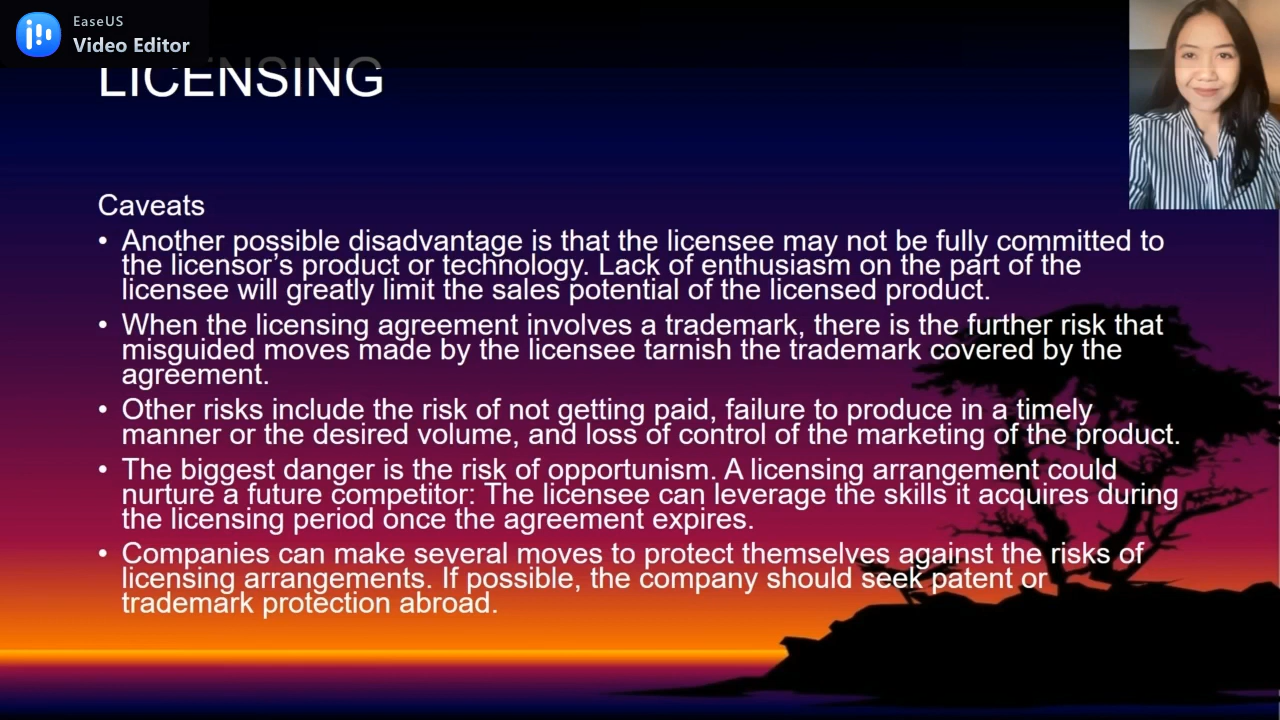 EaseUS
Video Editor
LICENSING
Caveats
• Another possible disadvantage is that the licensee may not be fully committed to
the licensor’s product or technology. Lack of enthusiasm on the part of the
licensee will greatly limit the sales potential of the licensed product.
• When the licensing agreement involves a trademark, there is the further risk that
misguided moves made by the licensee tarnish the trademark covered by the
agreement.
• Other risks include the risk of not getting paid, failure to produce in a timely
manner or the desired volume, and loss of control of the marketing of the product.
• The biggest danger is the risk of opportunism. A licensing arrangement could
nurture a future competitor: The licensee can leverage the skills it acquires during
the licensing period once the agreement expires.
• Companies can make several moves to protect themselves against the risks of
licensing arrangements. If possible, the company should seek patent or
trademark protection abroad.